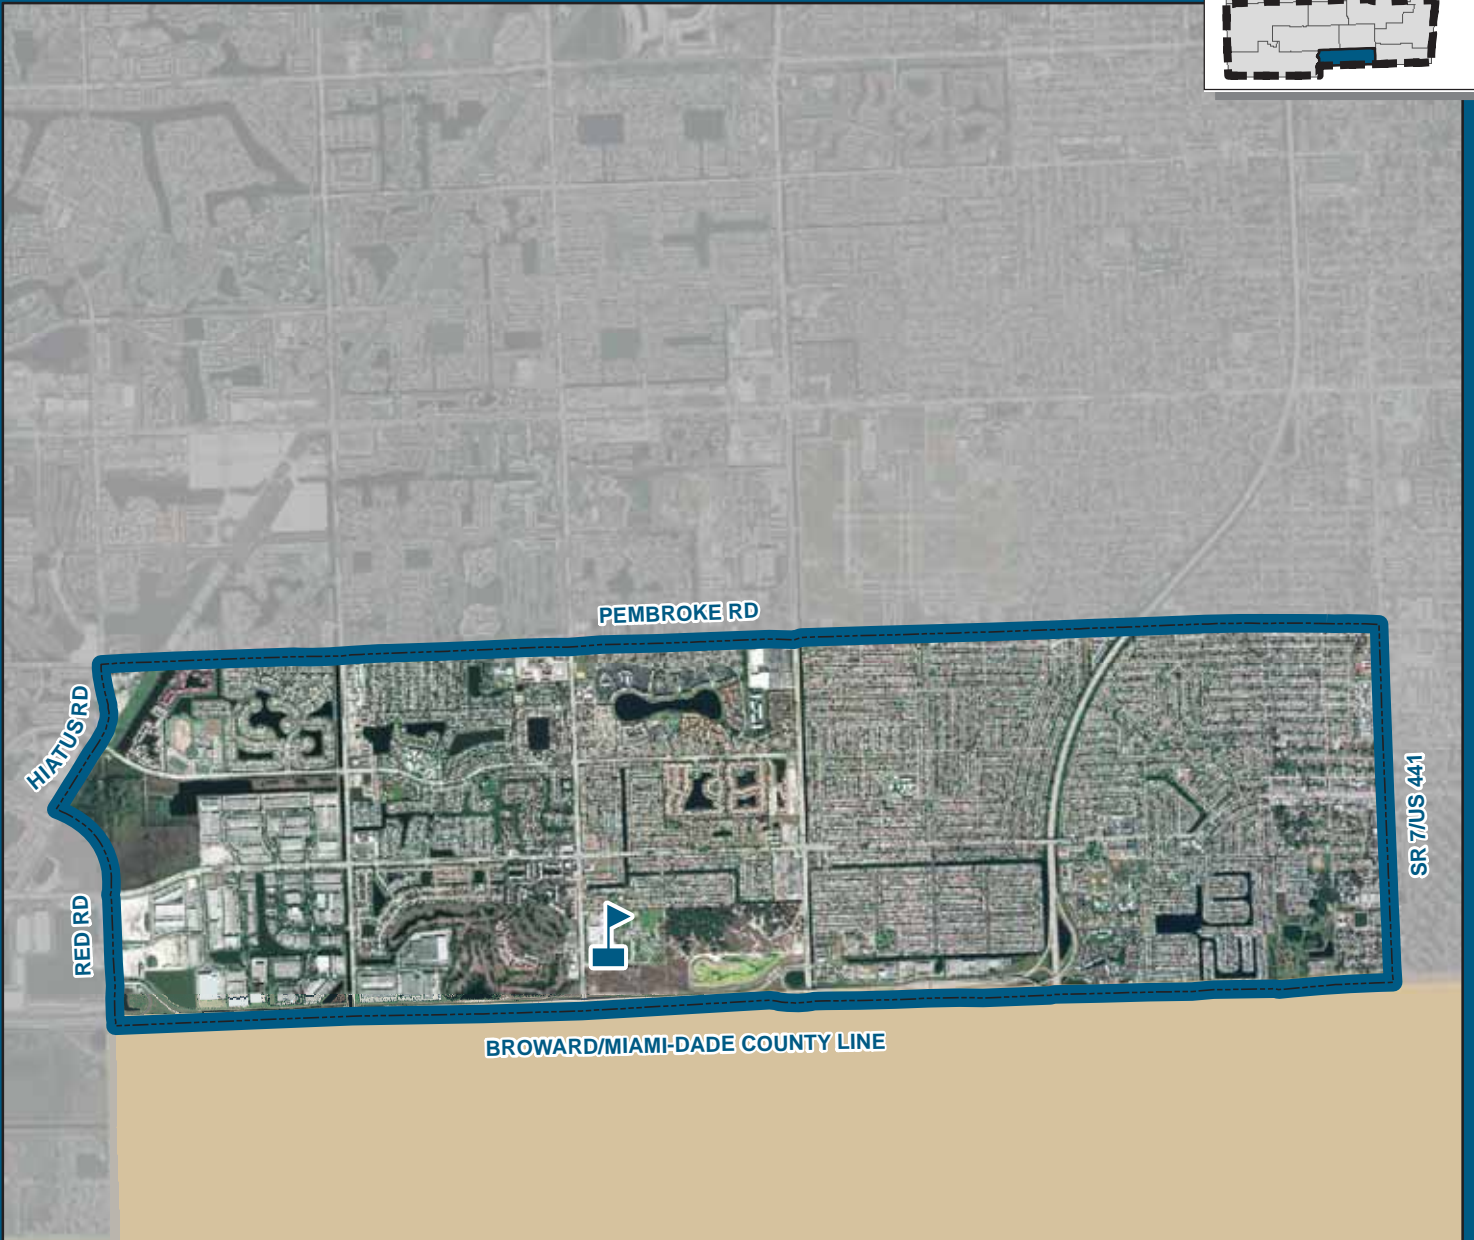 PEMBROKE RD
HIATUS RD
SR 7/US 441
RED RD
BROWARD/MIAMI-DADE COUNTY LINE